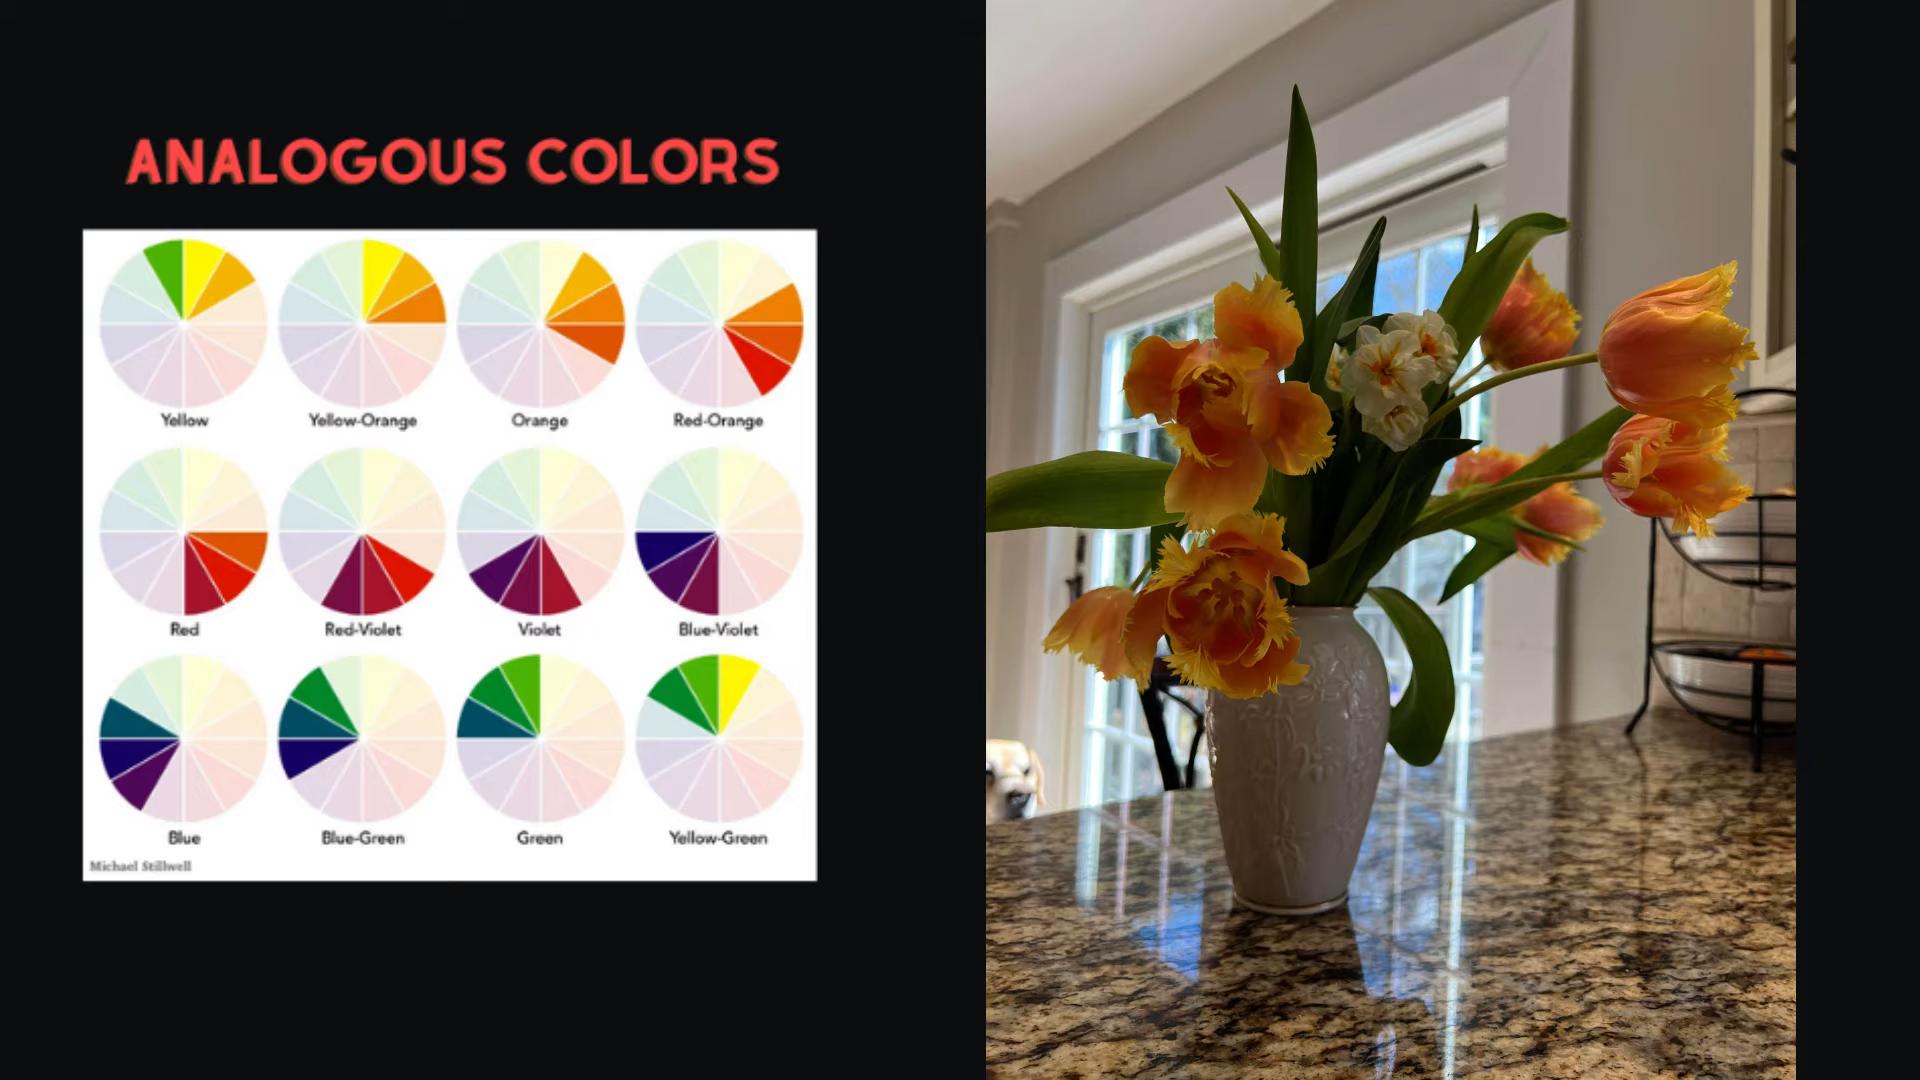 ANALOGOUS COLORS
Yellow
Yellow-Orange
Orange
Red-Orange
Red
Red-Violet
Violet
Blue-Violet
Blue
Blue-Green
Green
Yellow-Green
Michael Stillwell